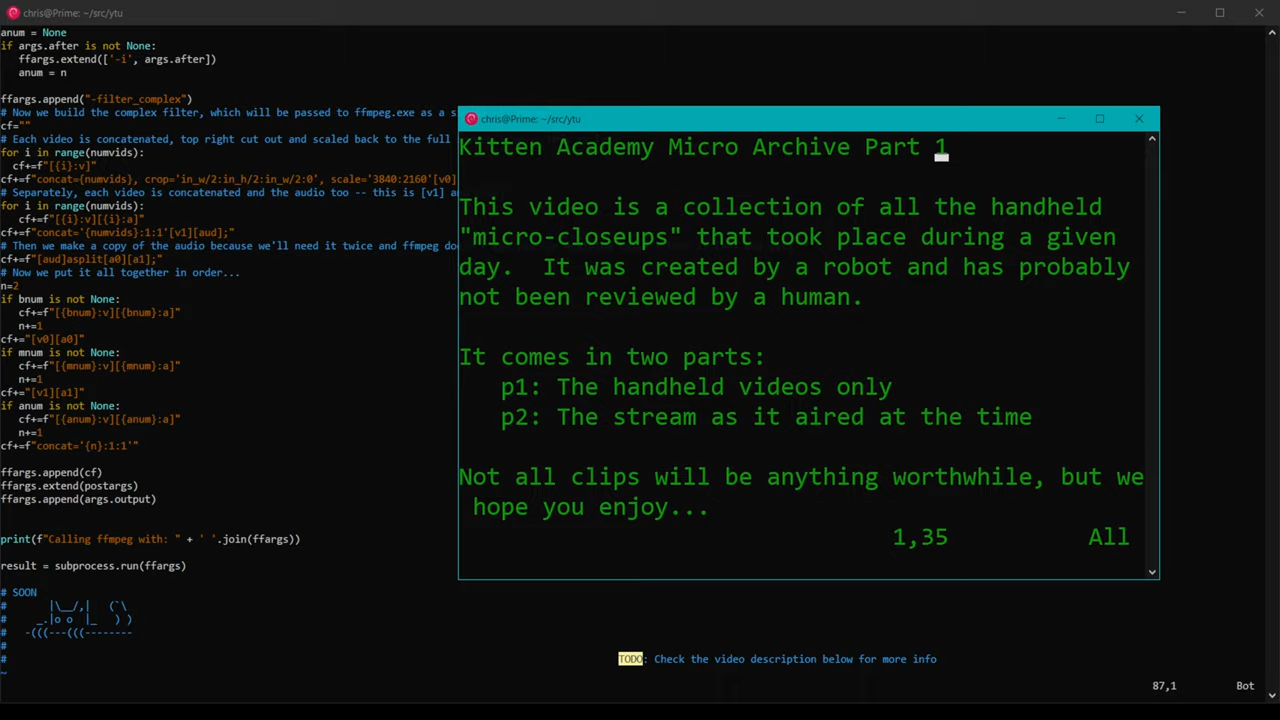 chris@Prime: ~/src/ytu
anum = None
if args.after is not None:
   ffargs.extend(['-i', args.after])
   anum = n

ffargs.append("-filter_complex")
# Now we build the complex filter, which will be passed to ffmpeg.exe as a s
cf=""
# Each video is concatenated, top right cut out and scaled back to the full
for i in range(numvids):
  cf+=f"[{i}:v]"
cf+=f"concat={numvids}, crop='in_w/2:in_h/2:in_w/2:0', scale='3840:2160'[v0]
# Separately, each video is concatenated and the audio too -- this is [v1] a
for i in range(numvids):
   cf+=f"[{i}:v][{i}:a]"
cf+=f"concat='{numvids}:1:1'[v1][aud];"
# Then we make a copy of the audio because we'll need it twice and ffmpeg do
cf+=f"[aud]asplit[a0][a1];"
# Now we put it all together in order...
n=2
if bnum is not None:
   cf+=f"[{bnum}:v][{bnum}:a]"
   n+=1
cf+="[v0][a0]"
if mnum is not None:
   cf+=f"[{mnum}:v][{mnum}:a]"
   n+=1
cf+="[v1][a1]"
if anum is not None:
   cf+=f"[{anum}:v][{anum}:a]"
   n+=1
cf+=f"concat='{n}:1:1'"

ffargs.append(cf)
ffargs.extend(postargs)
ffargs.append(args.output)

print(f"Calling ffmpeg with: " + ' '.join(ffargs))

result = subprocess.run(ffargs)

# SOON
#      |\__/,|   (`\
#    _.|o o  |_   ) )
#  -(((---(((--------
#
#
~
chris@Prime: ~/src/ytu
Kitten Academy Micro Archive Part 1

This video is a collection of all the handheld
"micro-closeups" that took place during a given
day.  It was created by a robot and has probably
not been reviewed by a human.

It comes in two parts:
   p1: The handheld videos only
   p2: The stream as it aired at the time

Not all clips will be anything worthwhile, but we
 hope you enjoy...
1,35 All
TODO: Check the video description below for more info
87,1 Bot